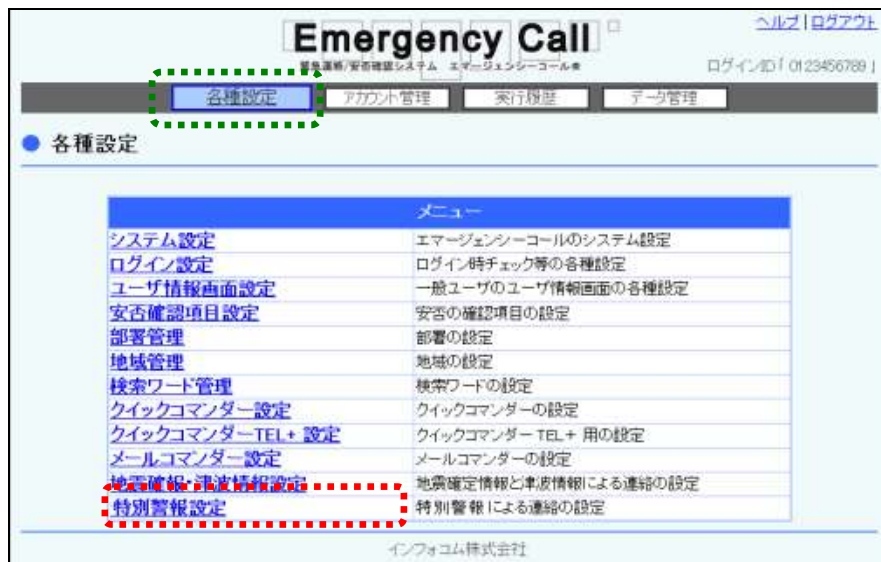 Emergency Call
緊急連絡/安否確認システム エマージェンシーコール®
ヘルプ|ログアウト
ログインID「0123456789」
各種設定 アカウント管理 実行履歴 データ管理
各種設定
メニュー
システム設定 エマージェンシーコールのシステム設定
ログイン設定 ログイン時チェック等の各種設定
ユーザ情報画面設定 一般ユーザのユーザ情報画面の各種設定
安否確認項目設定 安否の確認項目の設定
部署管理 部署の設定
地域管理 地域の設定
検索ワード管理 検索ワードの設定
クイックコマンダー設定 クイックコマンダーの設定
クイックコマンダーTEL+ 設定 クイックコマンダー TEL+ 用の設定
メールコマンダー設定 メールコマンダーの設定
地震確報・津波情報設定 地震確定情報と津波情報による連絡の設定
特別警報設定 特別警報による連絡の設定
インフォコム株式会社